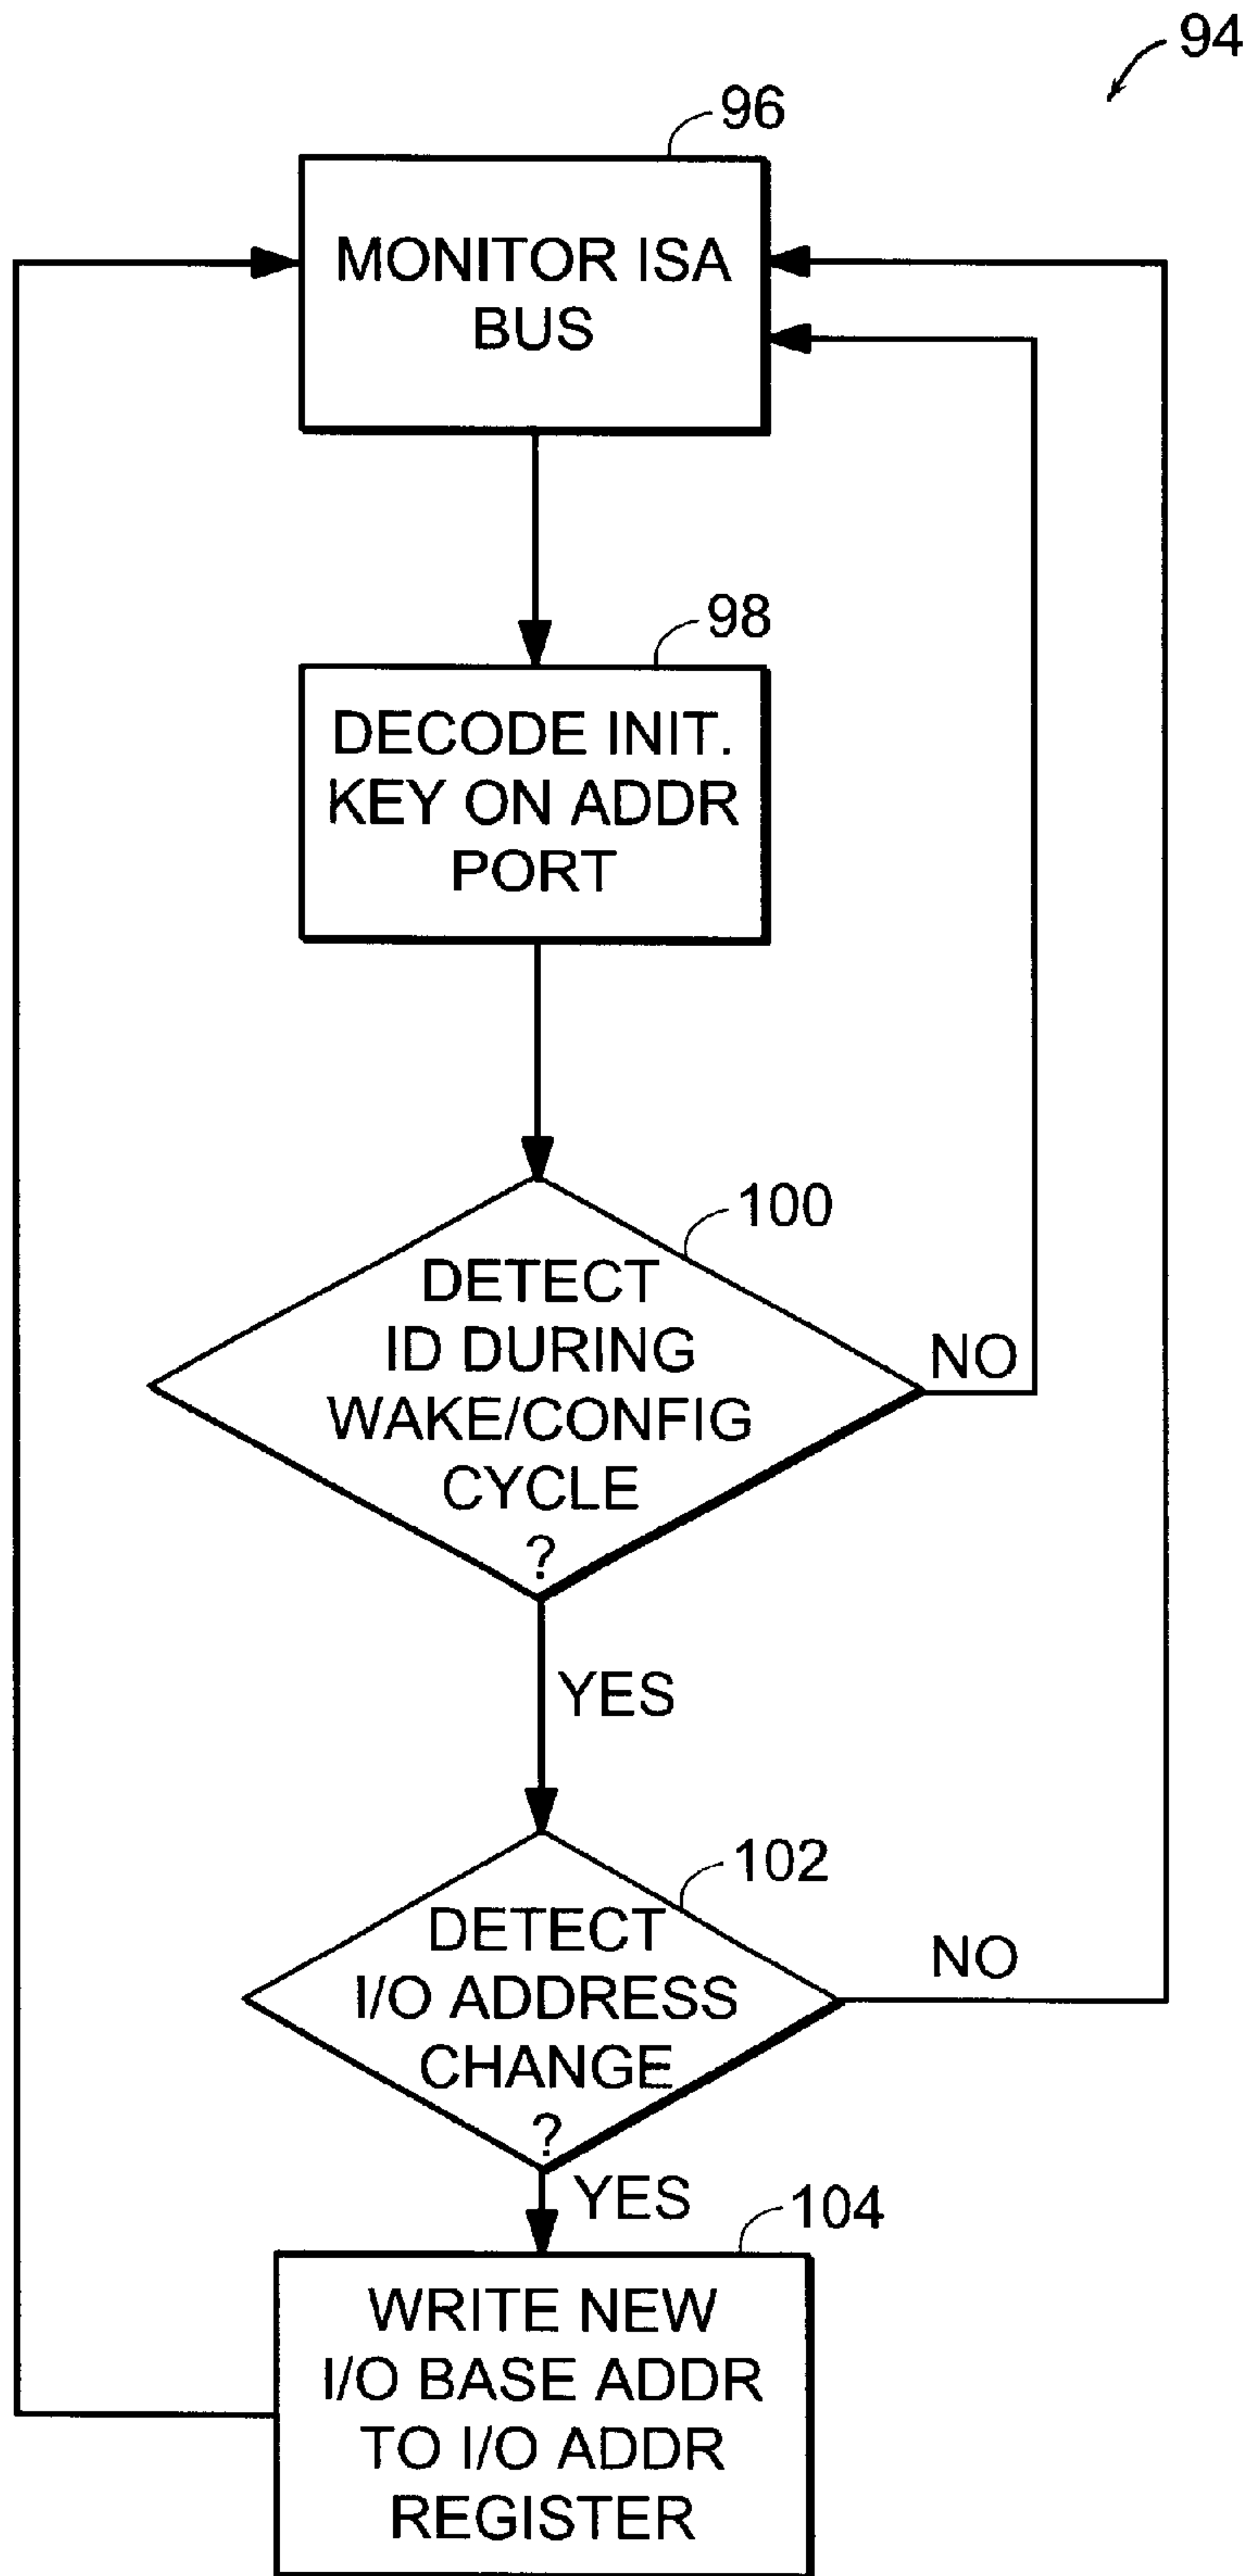 94
96
MONITOR ISA
BUS
98
DECODE INIT.
KEY ON ADDR
PORT
100
DETECT
ID DURING
WAKE/CONFIG
CYCLE
?
NO
YES
102
DETECT
I/O ADDRESS
CHANGE
?
NO
YES
104
WRITE NEW
I/O BASE ADDR
TO I/O ADDR
REGISTER